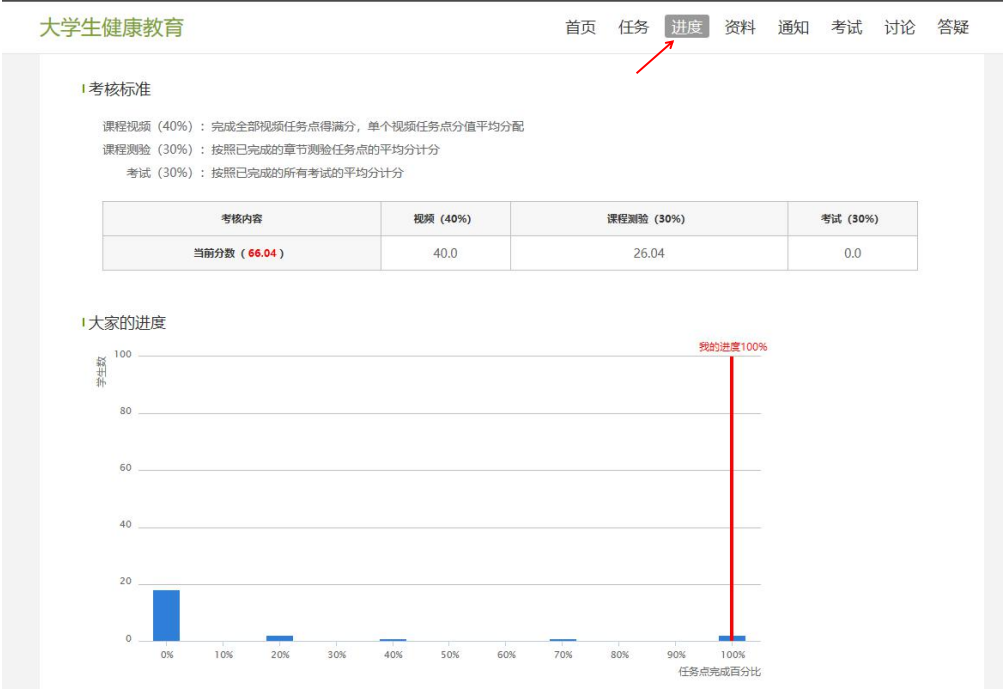 大学生健康教育 首页 任务 进度 资料 通知 考试 讨论 答疑
考核标准
课程视频（40%）：完成全部视频任务点得满分，单个视频任务点分值平均分配
课程测验（30%）：按照已完成的章节测验任务点的平均分计分
考试（30%）：按照已完成的所有考试的平均分计分
考核内容 视频（40%） 课程测验（30%） 考试（30%）
当前分数（66.04） 40.0 26.04 0.0
大家的进度
我的进度100%
学生数
100
80
60
40
20
0
0% 10% 20% 30% 40% 50% 60% 70% 80% 90% 100%
任务点完成百分比